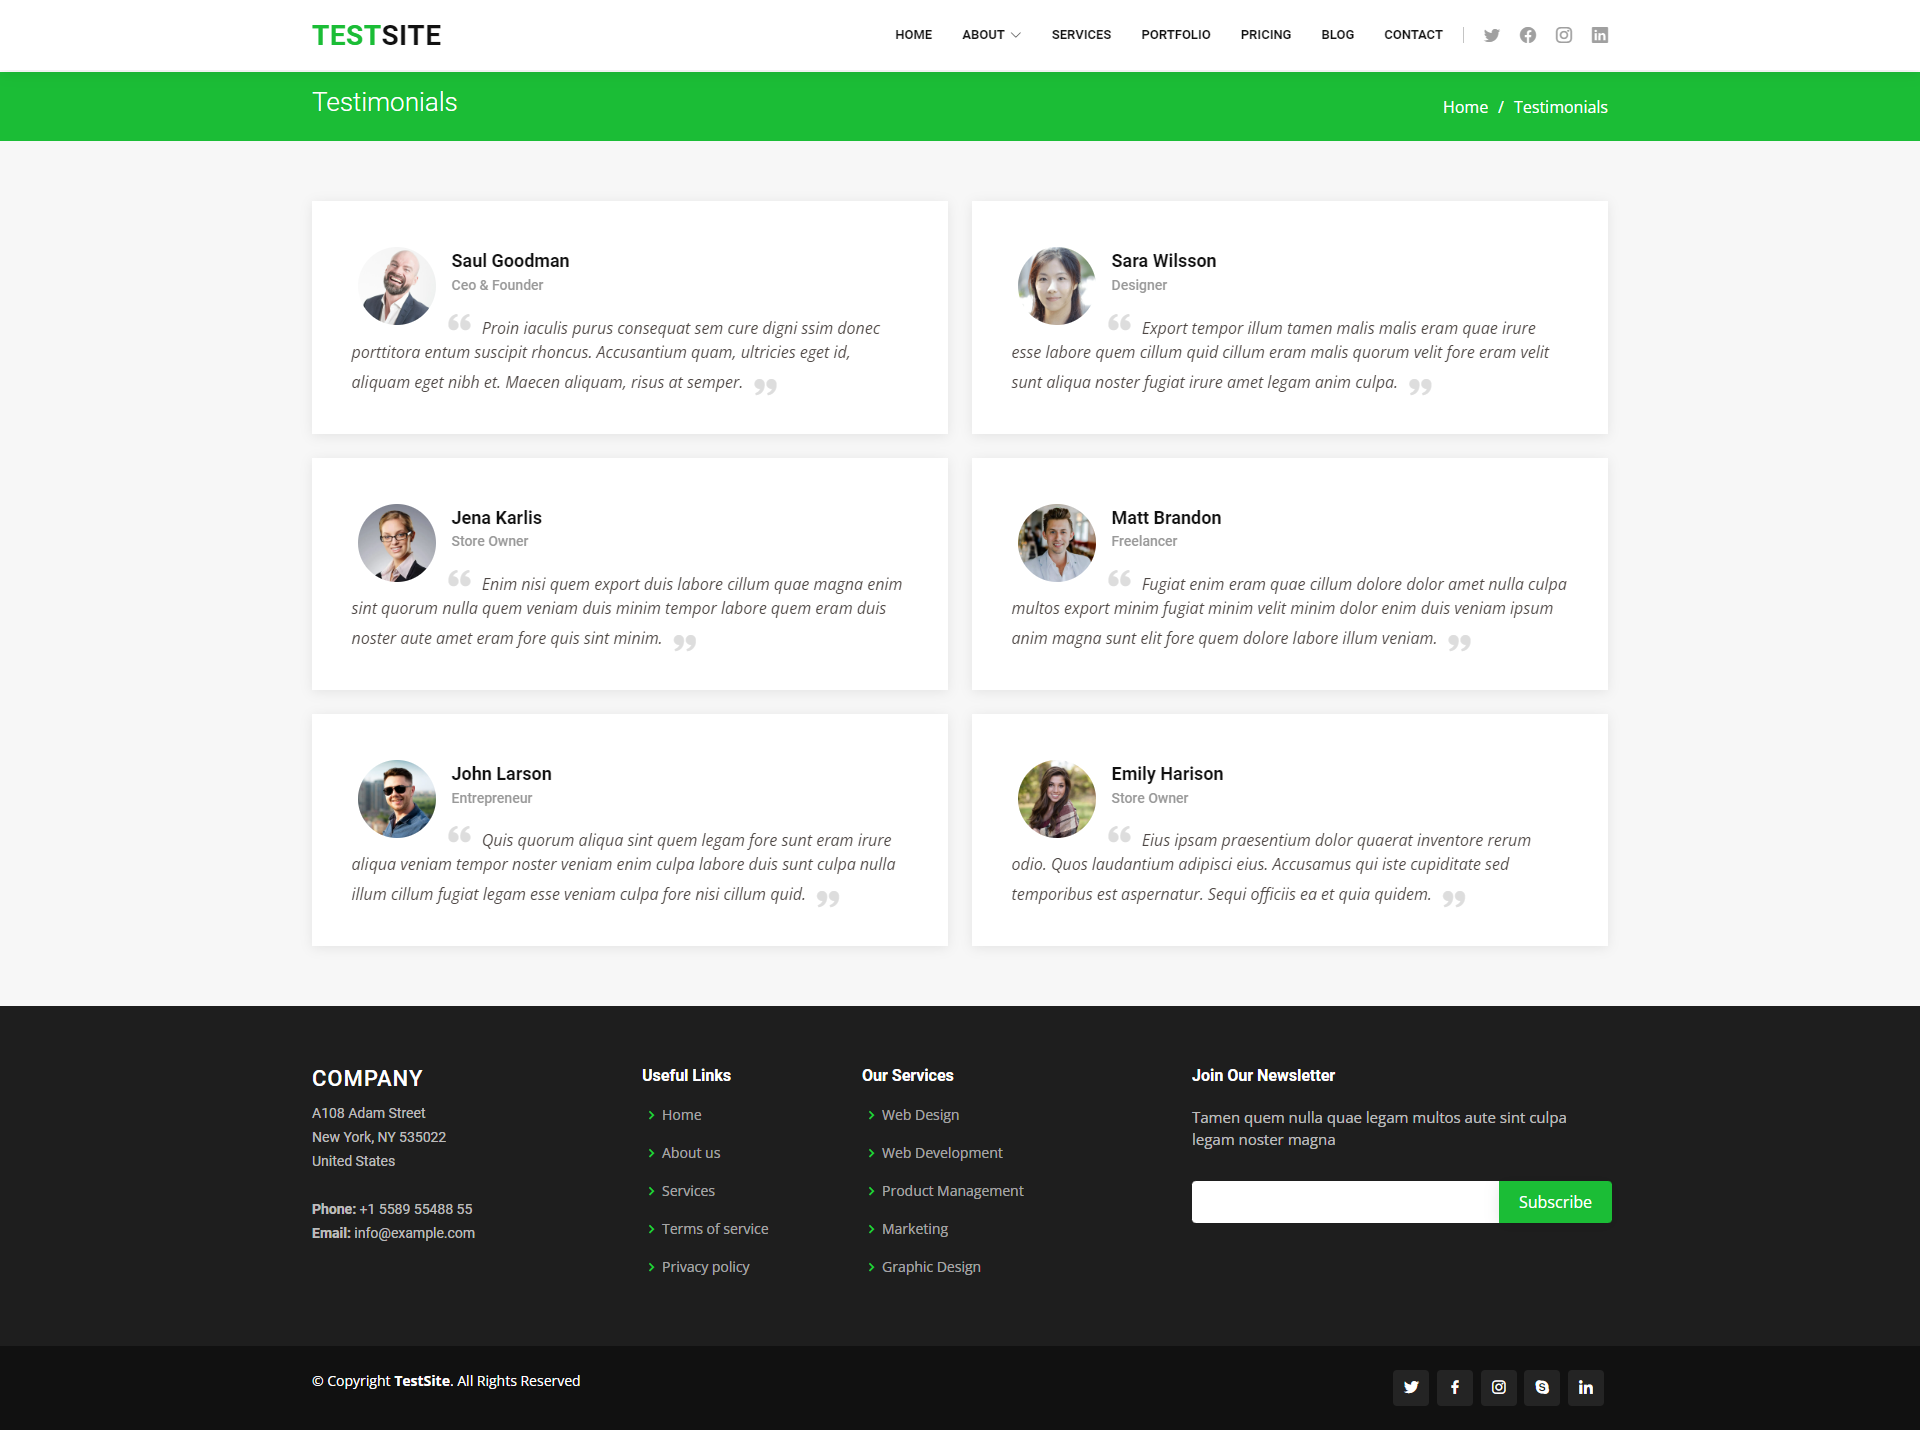 TESTSITE
HOME ABOUT SERVICES PORTFOLIO PRICING BLOG CONTACT
Testimonials
Home / Testimonials
Saul Goodman
Ceo & Founder
Proin iaculis purus consequat sem cure digni ssim donec
porttitora entum suscipit rhoncus. Accusantium quam, ultricies eget id,
aliquam eget nibh et. Maecen aliquam, risus at semper.
Sara Wilsson
Designer
Export tempor illum tamen malis malis eram quae irure
esse labore quem cillum quid cillum eram malis quorum velit fore eram velit
sunt aliqua noster fugiat irure amet legam anim culpa.
Jena Karlis
Store Owner
Enim nisi quem export duis labore cillum quae magna enim
sint quorum nulla quem veniam duis minim tempor labore quem eram duis
noster aute amet eram fore quis sint minim.
Matt Brandon
Freelancer
Fugiat enim eram quae cillum dolore dolor amet nulla culpa
multos export minim fugiat minim velit minim dolor enim duis veniam ipsum
anim magna sunt elit fore quem dolore labore illum veniam.
John Larson
Entrepreneur
Quis quorum aliqua sint quem legam fore sunt eram irure
aliqua veniam tempor noster veniam enim culpa labore duis sunt culpa nulla
illum cillum fugiat legam esse veniam culpa fore nisi cillum quid.
Emily Harison
Store Owner
Eius ipsam praesentium dolor quaerat inventore rerum
odio. Quos laudantium adipisci eius. Accusamus qui iste cupiditate sed
temporibus est aspernatur. Sequi officiis ea et quia quidem.
COMPANY
A108 Adam Street
New York, NY 535022
United States
Phone: +1 5589 55488 55
Email: info@example.com
Useful Links
Home
About us
Services
Terms of service
Privacy policy
Our Services
Web Design
Web Development
Product Management
Marketing
Graphic Design
Join Our Newsletter
Tamen quem nulla quae legam multos aute sint culpa
legam noster magna
Subscribe
© Copyright TestSite. All Rights Reserved